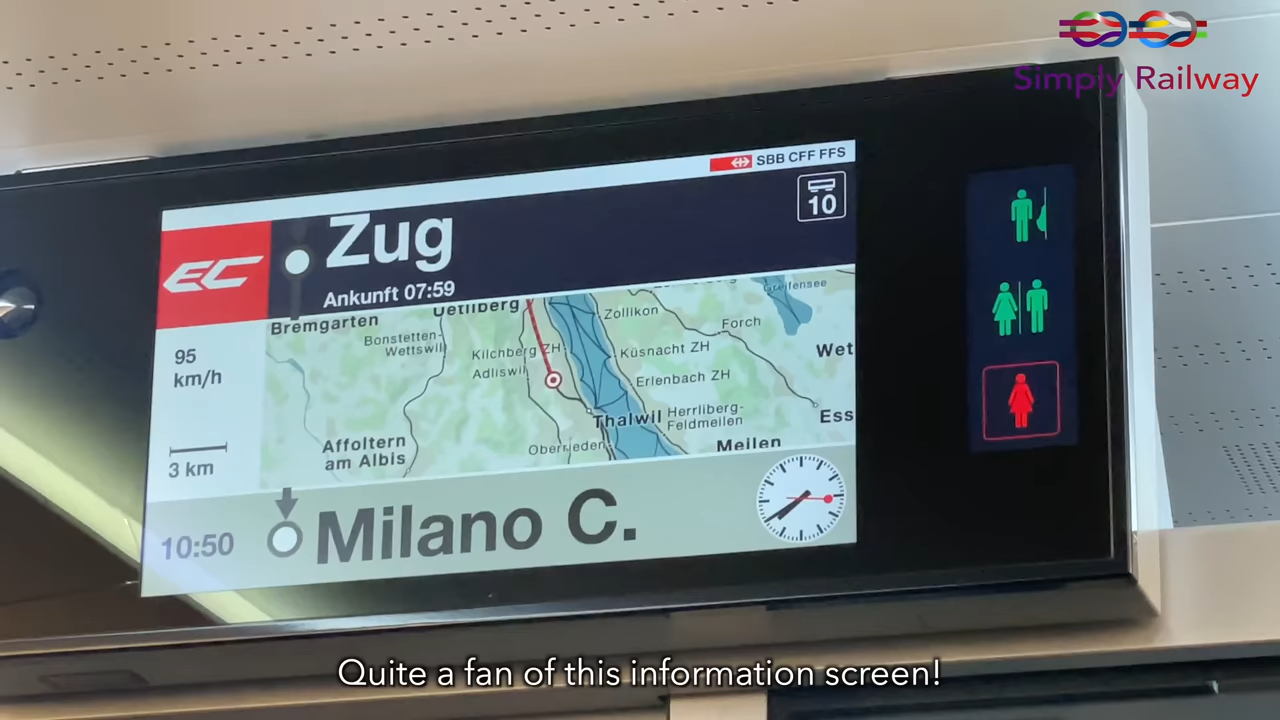 Simply Railway
SBB CFF FFS
EC
Zug
10
Ankunft 07:59
95
km/h
3 km
Bremgarten
Uetliberg
Bonstetten-
Wettswil
Kilchberg ZH
Adliswil
Zollikon
Greifensee
Forch
Küsnacht ZH
Wet
Erlenbach ZH
Thalwil
Herrliberg-
Feldmeilen
Ess
Affoltern
am Albis
Oberrieden
Meilen
10:50
Milano C.
Quite a fan of this information screen!